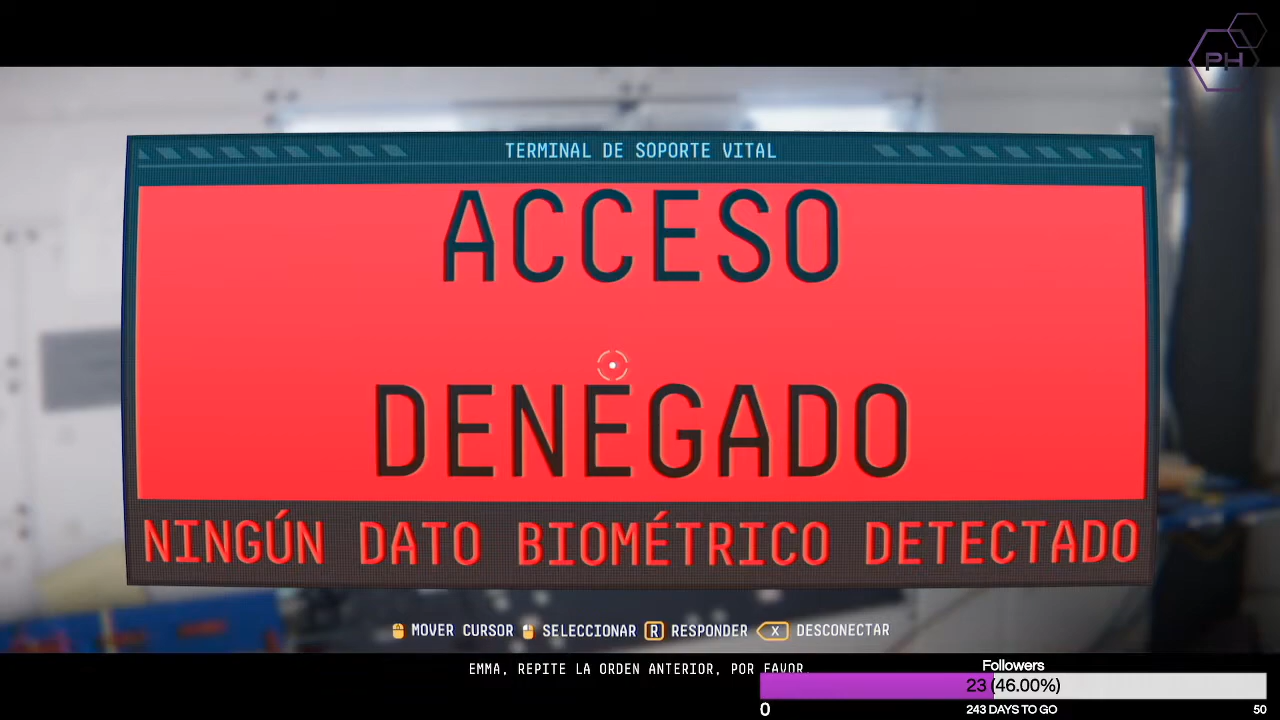 PH
TERMINAL DE SOPORTE VITAL
ACCESO
DENEGADO
NINGÚN DATO BIOMÉTRICO DETECTADO
MOVER CURSOR SELECCIONAR R RESPONDER X DESCONECTAR
EMMA, REPITE LA ORDEN ANTERIOR, POR FAVOR.
Followers
23 (46.00%)
0 243 DAYS TO GO 50